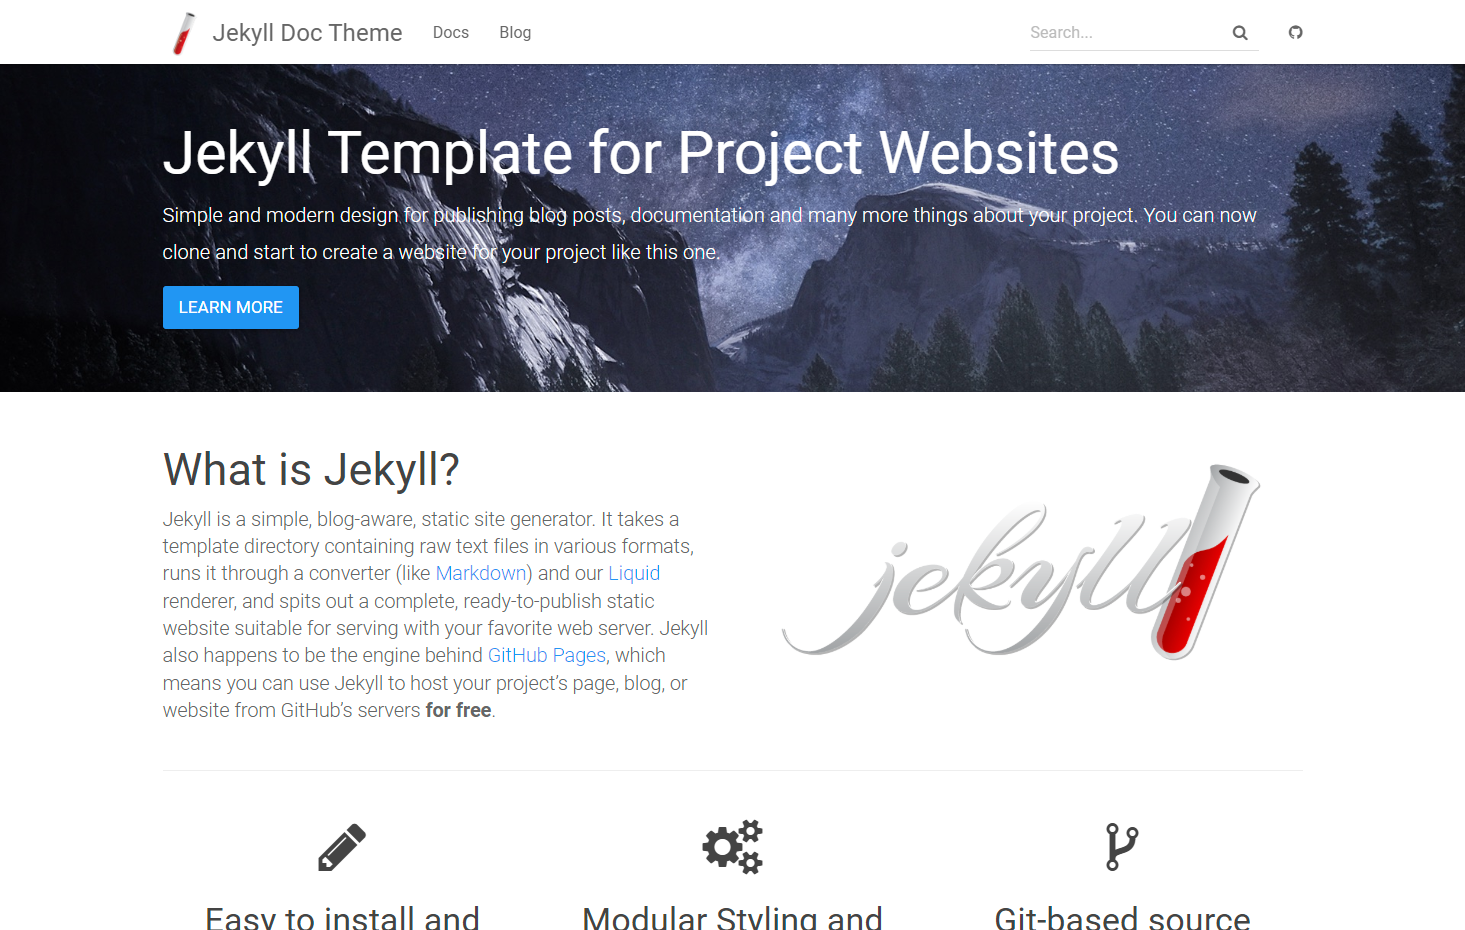 Jekyll Doc Theme Docs Blog Search...
Jekyll Template for Project Websites
Simple and modern design for publishing blog posts, documentation and many more things about your project. You can now
clone and start to create a website for your project like this one.
LEARN MORE
What is Jekyll?
Jekyll is a simple, blog-aware, static site generator. It takes a
template directory containing raw text files in various formats,
runs it through a converter (like Markdown) and our Liquid
renderer, and spits out a complete, ready-to-publish static
website suitable for serving with your favorite web server. Jekyll
also happens to be the engine behind GitHub Pages, which
means you can use Jekyll to host your project’s page, blog, or
website from GitHub’s servers for free.
jekyll
Easy to install and
Modular Styling and
Git-based source